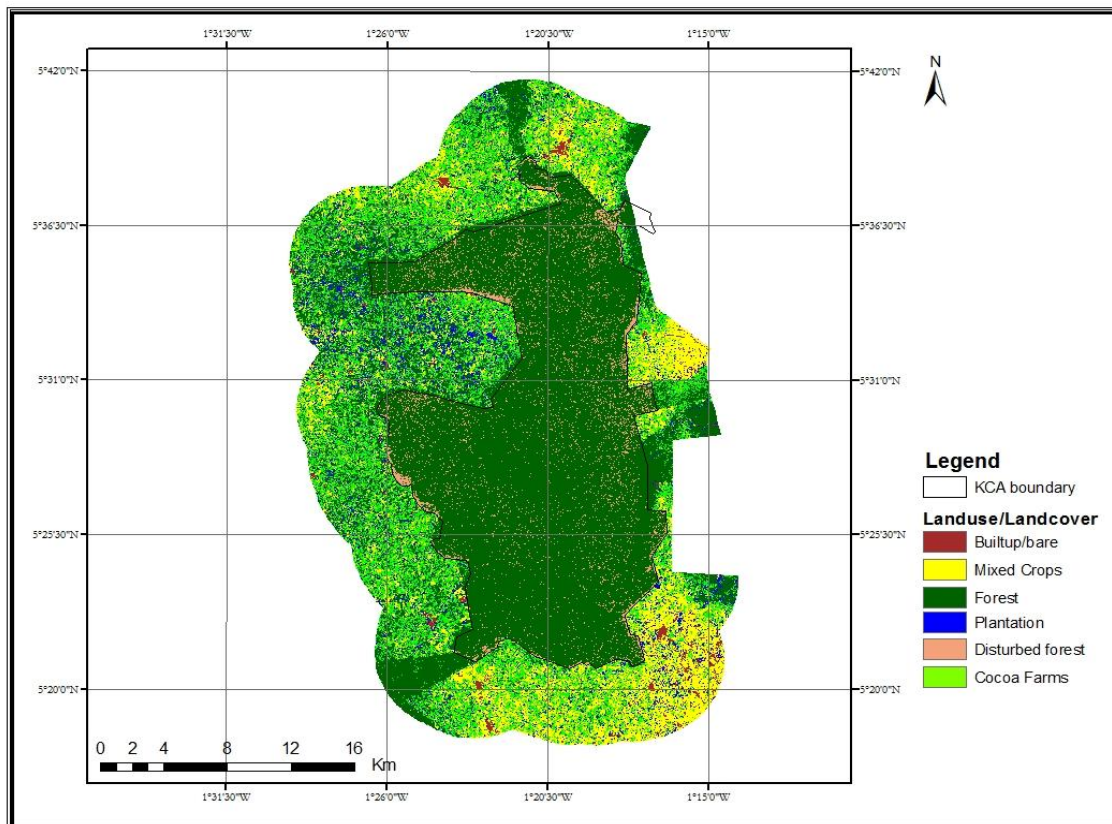 1°31'30"W 1°26'0"W 1°20'30"W 1°15'0"W
5°42'0"N 5°42'0"N
N
5°36'30"N 5°36'30"N
5°31'0"N 5°31'0"N
5°25'30"N 5°25'30"N
5°20'0"N 5°20'0"N
Legend
KCA boundary
Landuse/Landcover
Builtup/bare
Mixed Crops
Forest
Plantation
Disturbed forest
Cocoa Farms
0 2 4 8 12 16
Km
1°31'30"W 1°26'0"W 1°20'30"W 1°15'0"W